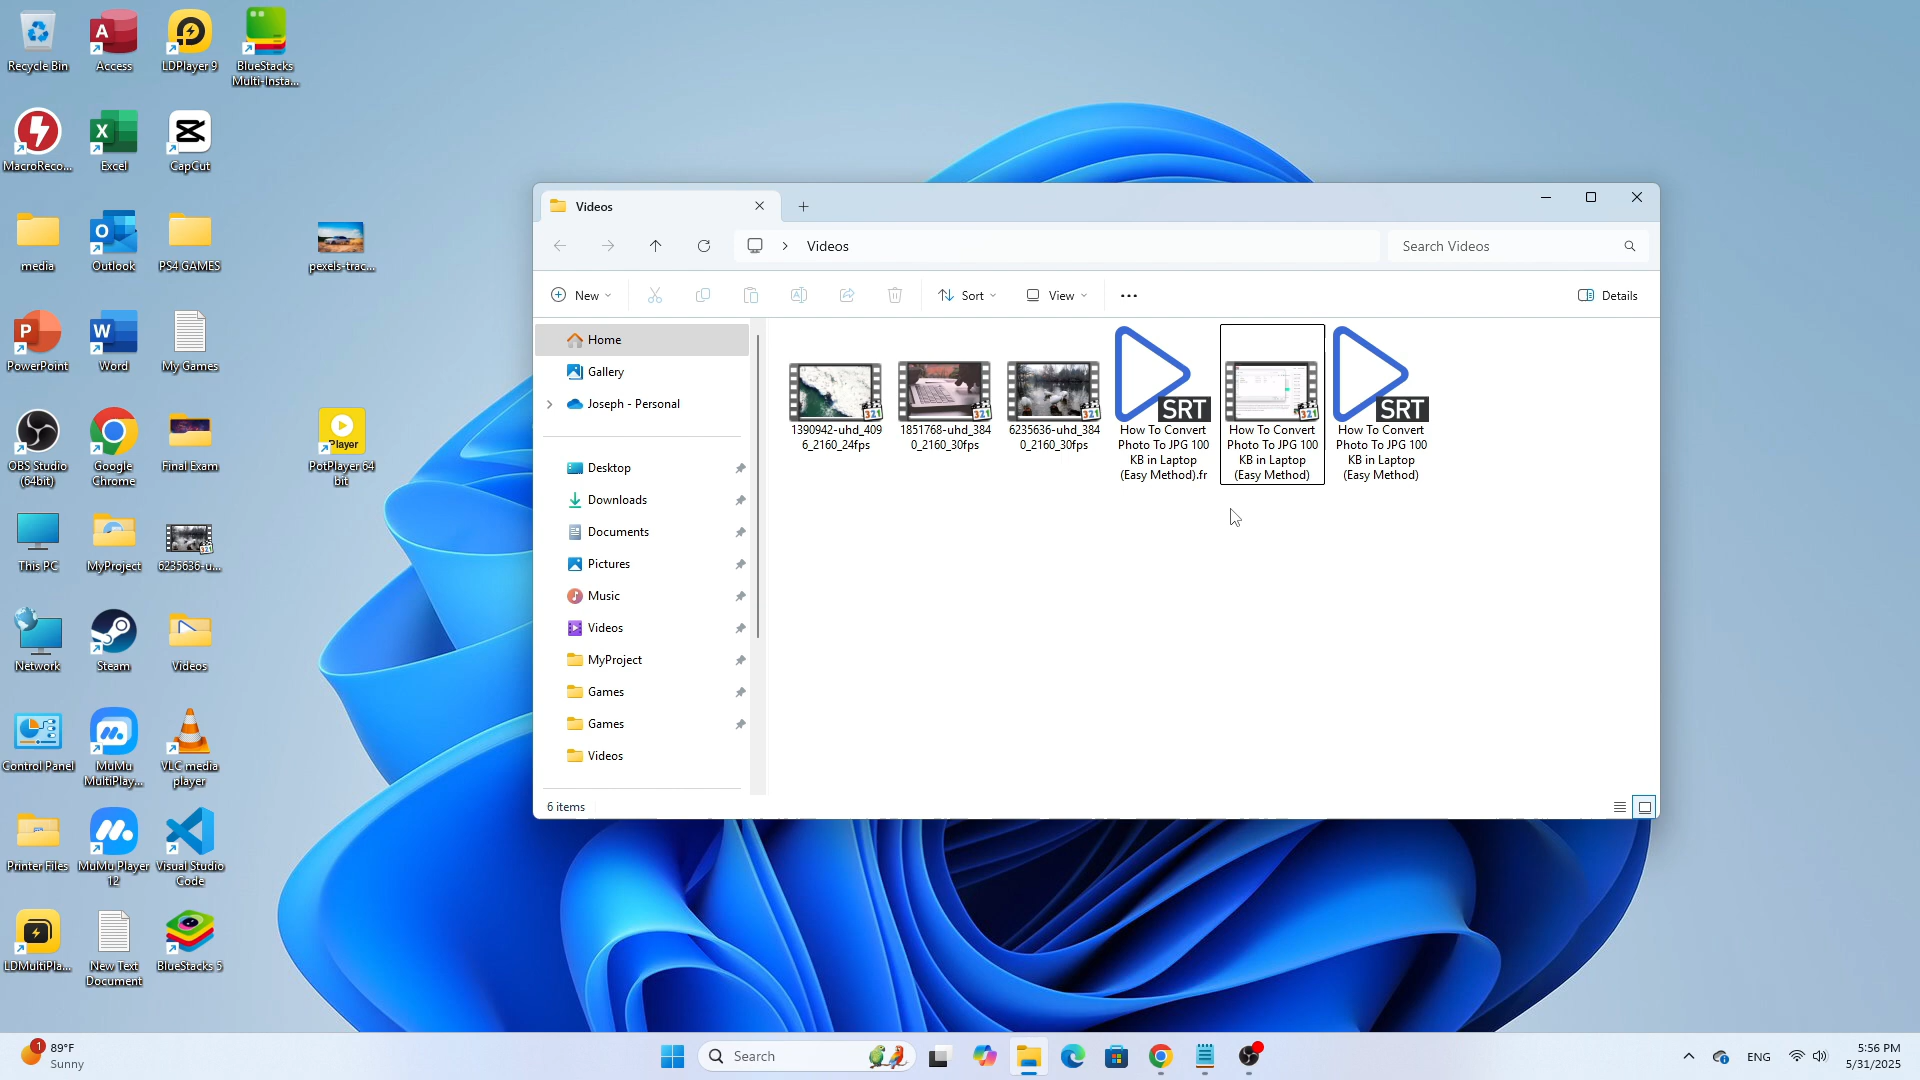 Recycle Bin
Access
LDPlayer 9
BlueStacks
Multi-Insta...
MacroReco...
Excel
CapCut
media
Outlook
PS4 GAMES
pexels-trac...
PowerPoint
Word
My Games
OBS Studio
(64bit)
Google
Chrome
Final Exam
Player
PotPlayer 64
bit
This PC
MyProject
6235636-u...
Network
Steam
Videos
Control Panel
MuMu
MultiPlay...
VLC media
player
Printer Files
MuMu Player
12
Visual Studio
Code
LDMultiPla...
New Text
Document
BlueStacks 5
Videos
Videos
Search Videos
New
Sort
View
Details
Home
Gallery
Joseph - Personal
Desktop
Downloads
Documents
Pictures
Music
Videos
MyProject
Games
Games
Videos
321
1390942-uhd_409
6_2160_24fps
321
1851768-uhd_384
0_2160_30fps
321
6235636-uhd_384
0_2160_30fps
SRT
How To Convert
Photo To JPG 100
KB in Laptop
(Easy Method).fr
321
How To Convert
Photo To JPG 100
KB in Laptop
(Easy Method)
SRT
How To Convert
Photo To JPG 100
KB in Laptop
(Easy Method)
6 items
1
89°F
Sunny
Search
ENG
5:56 PM
5/31/2025